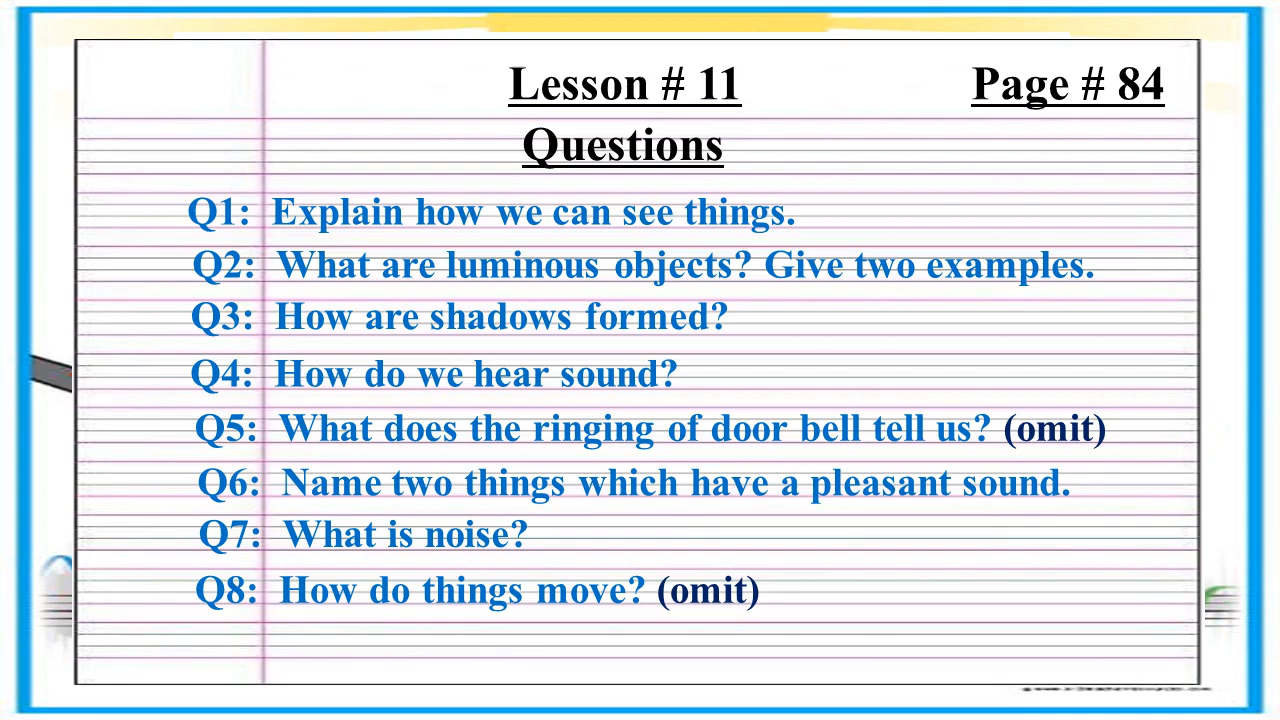 Lesson # 11 Page # 84
Questions
Q1: Explain how we can see things.
Q2: What are luminous objects? Give two examples.
Q3: How are shadows formed?
Q4: How do we hear sound?
Q5: What does the ringing of door bell tell us? (omit)
Q6: Name two things which have a pleasant sound.
Q7: What is noise?
Q8: How do things move? (omit)